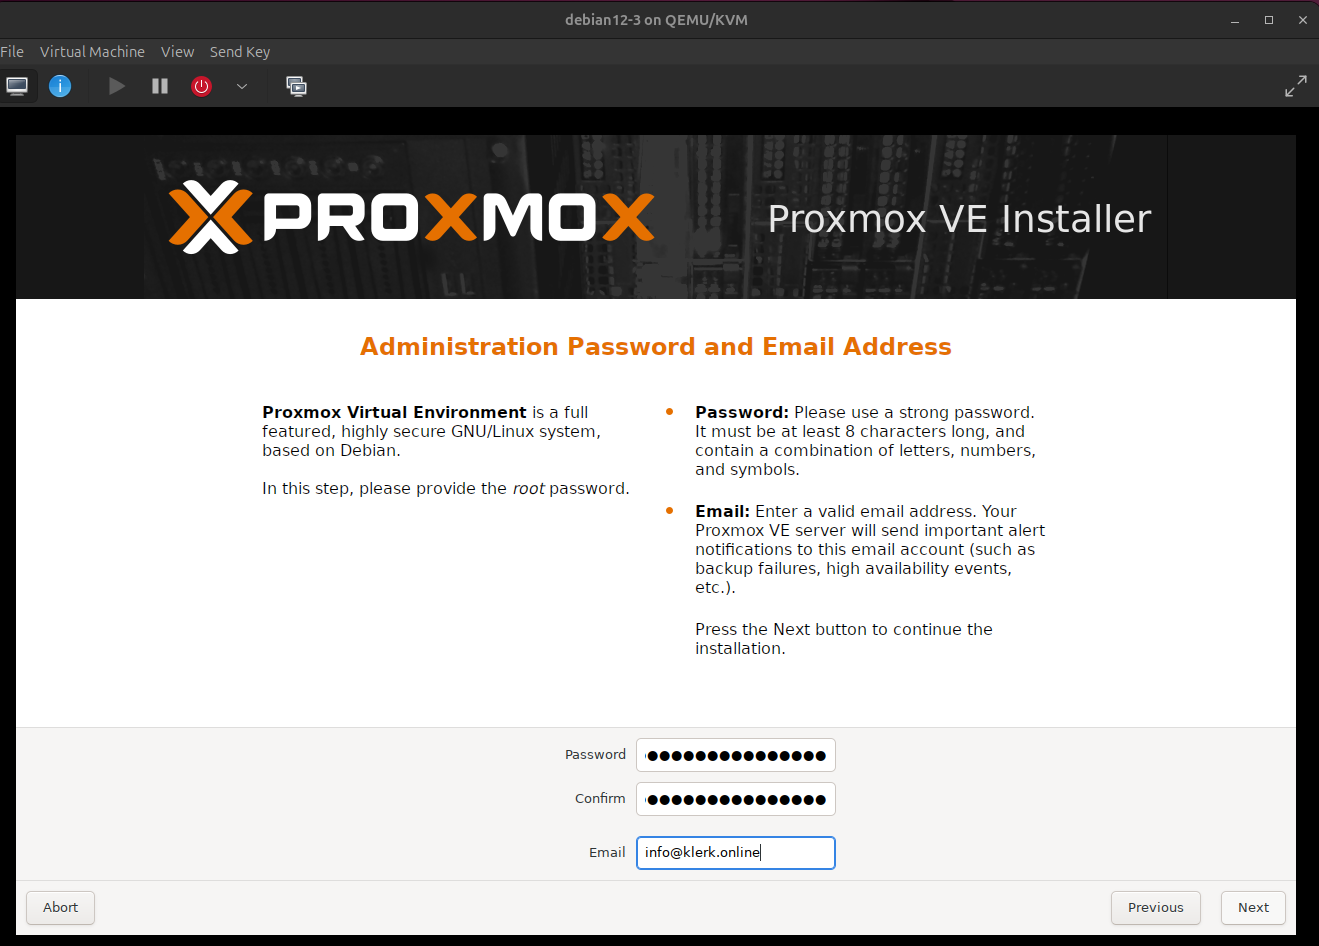 debian12-3 on QEMU/KVM
File Virtual Machine View Send Key
PROXMOX
Proxmox VE Installer
Administration Password and Email Address
Proxmox Virtual Environment is a full
featured, highly secure GNU/Linux system,
based on Debian.
In this step, please provide the root password.
Password: Please use a strong password.
It must be at least 8 characters long, and
contain a combination of letters, numbers,
and symbols.
Email: Enter a valid email address. Your
Proxmox VE server will send important alert
notifications to this email account (such as
backup failures, high availability events,
etc.).
Press the Next button to continue the
installation.
Password
Confirm
Email info@klerk.online
Abort Previous Next